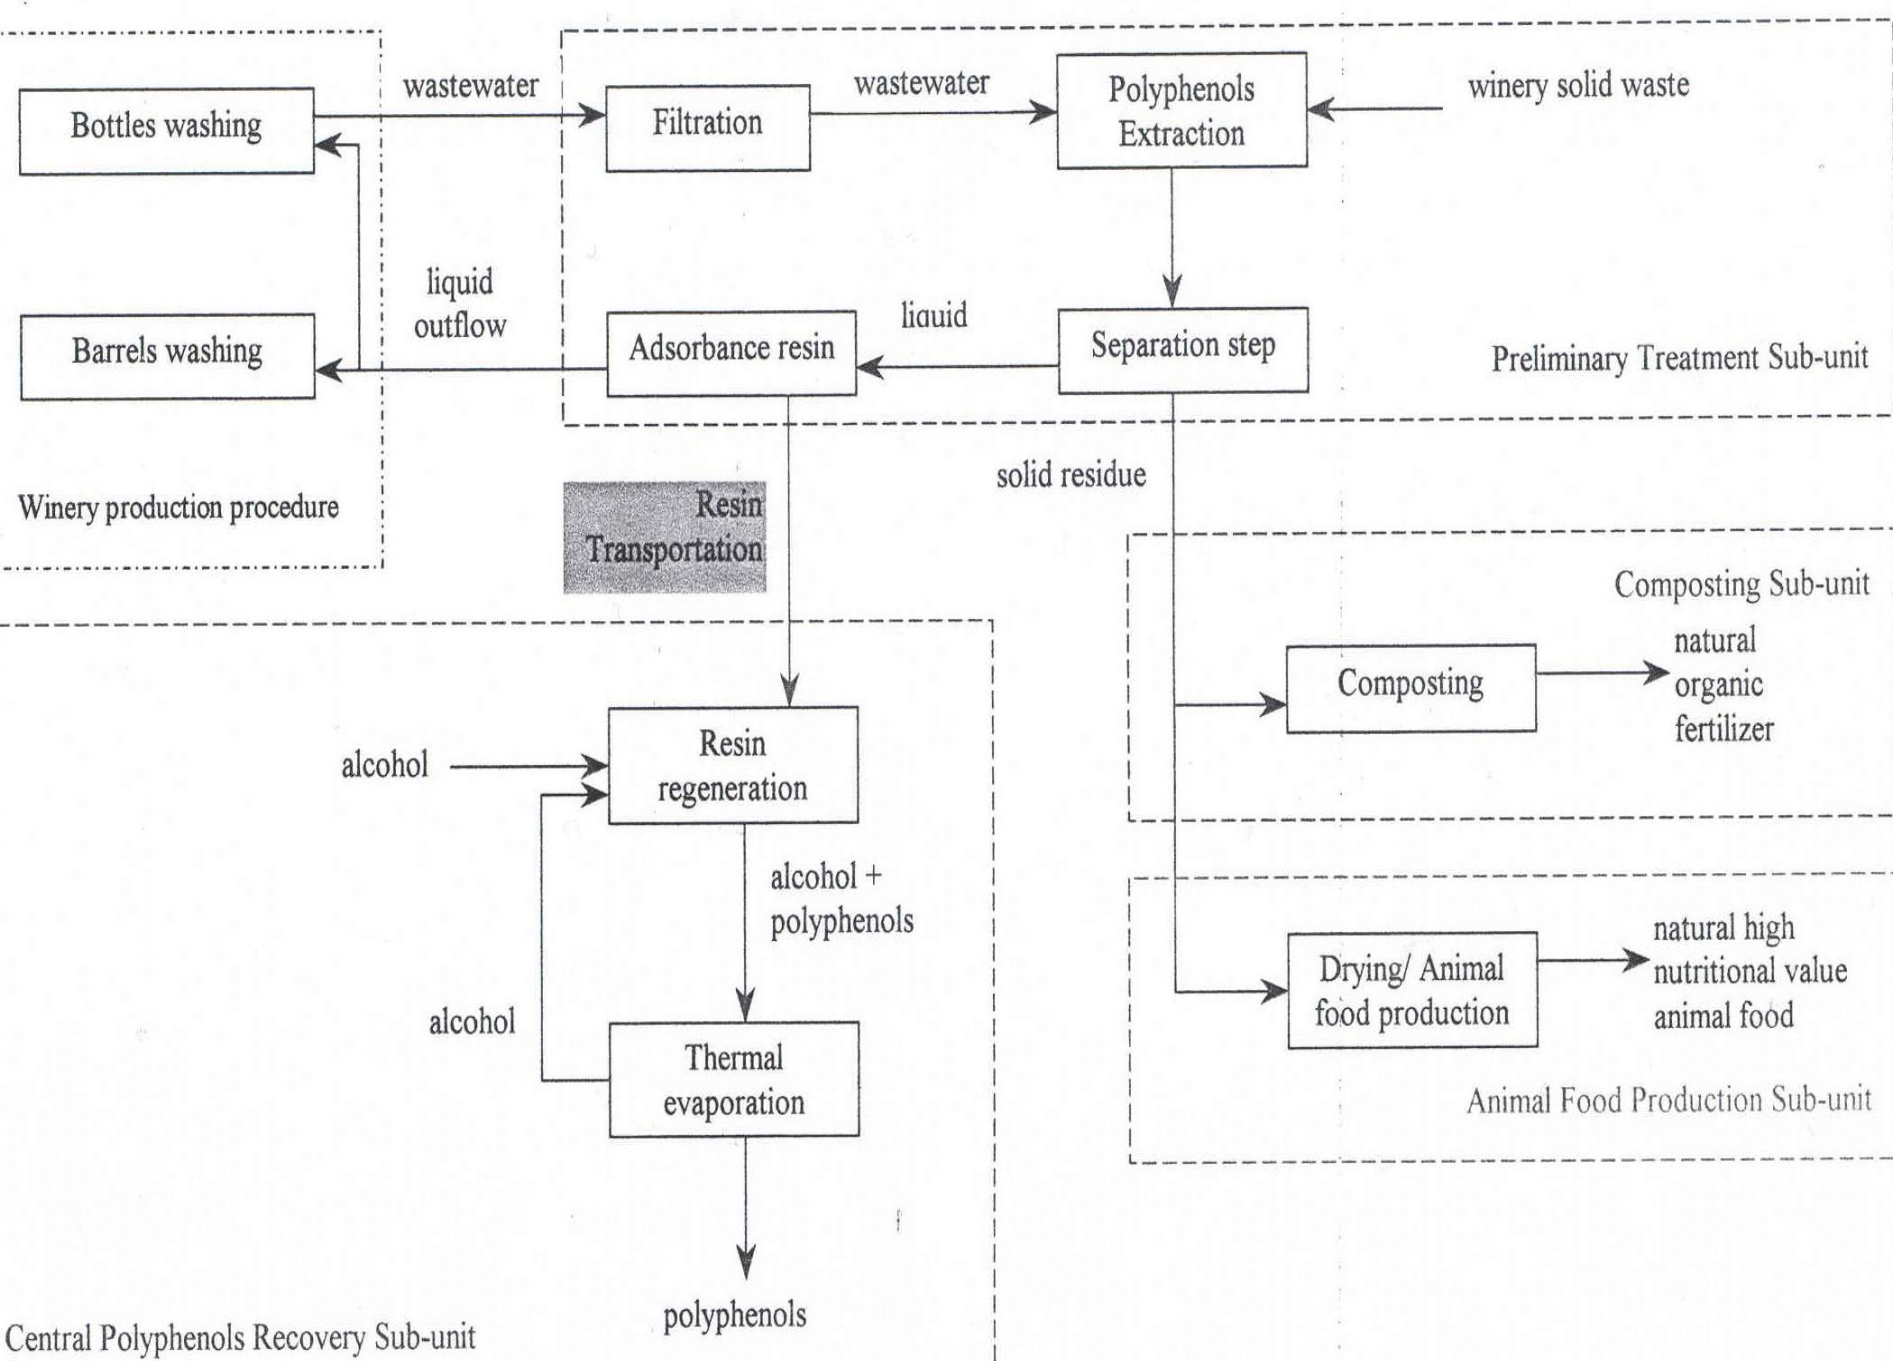 Bottles washing
wastewater
Filtration
wastewater
Polyphenols
Extraction
winery solid waste
Barrels washing
liquid
outflow
Adsorbance resin
liquid
Separation step
Preliminary Treatment Sub-unit
Winery production procedure
Resin
Transportation
solid residue
Composting Sub-unit
Composting
natural
organic
fertilizer
alcohol
Resin
regeneration
alcohol +
polyphenols
alcohol
Thermal
evaporation
polyphenols
Drying/ Animal
food production
natural high
nutritional value
animal food
Animal Food Production Sub-unit
Central Polyphenols Recovery Sub-unit